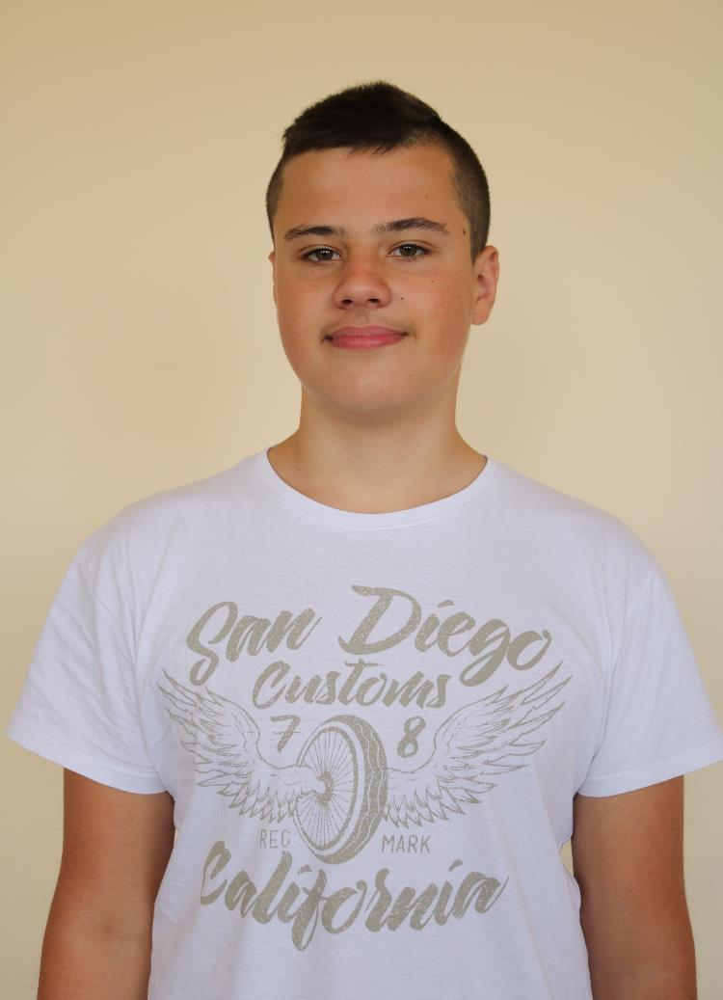 San Diego
Customs
7 8
REG MARK
California